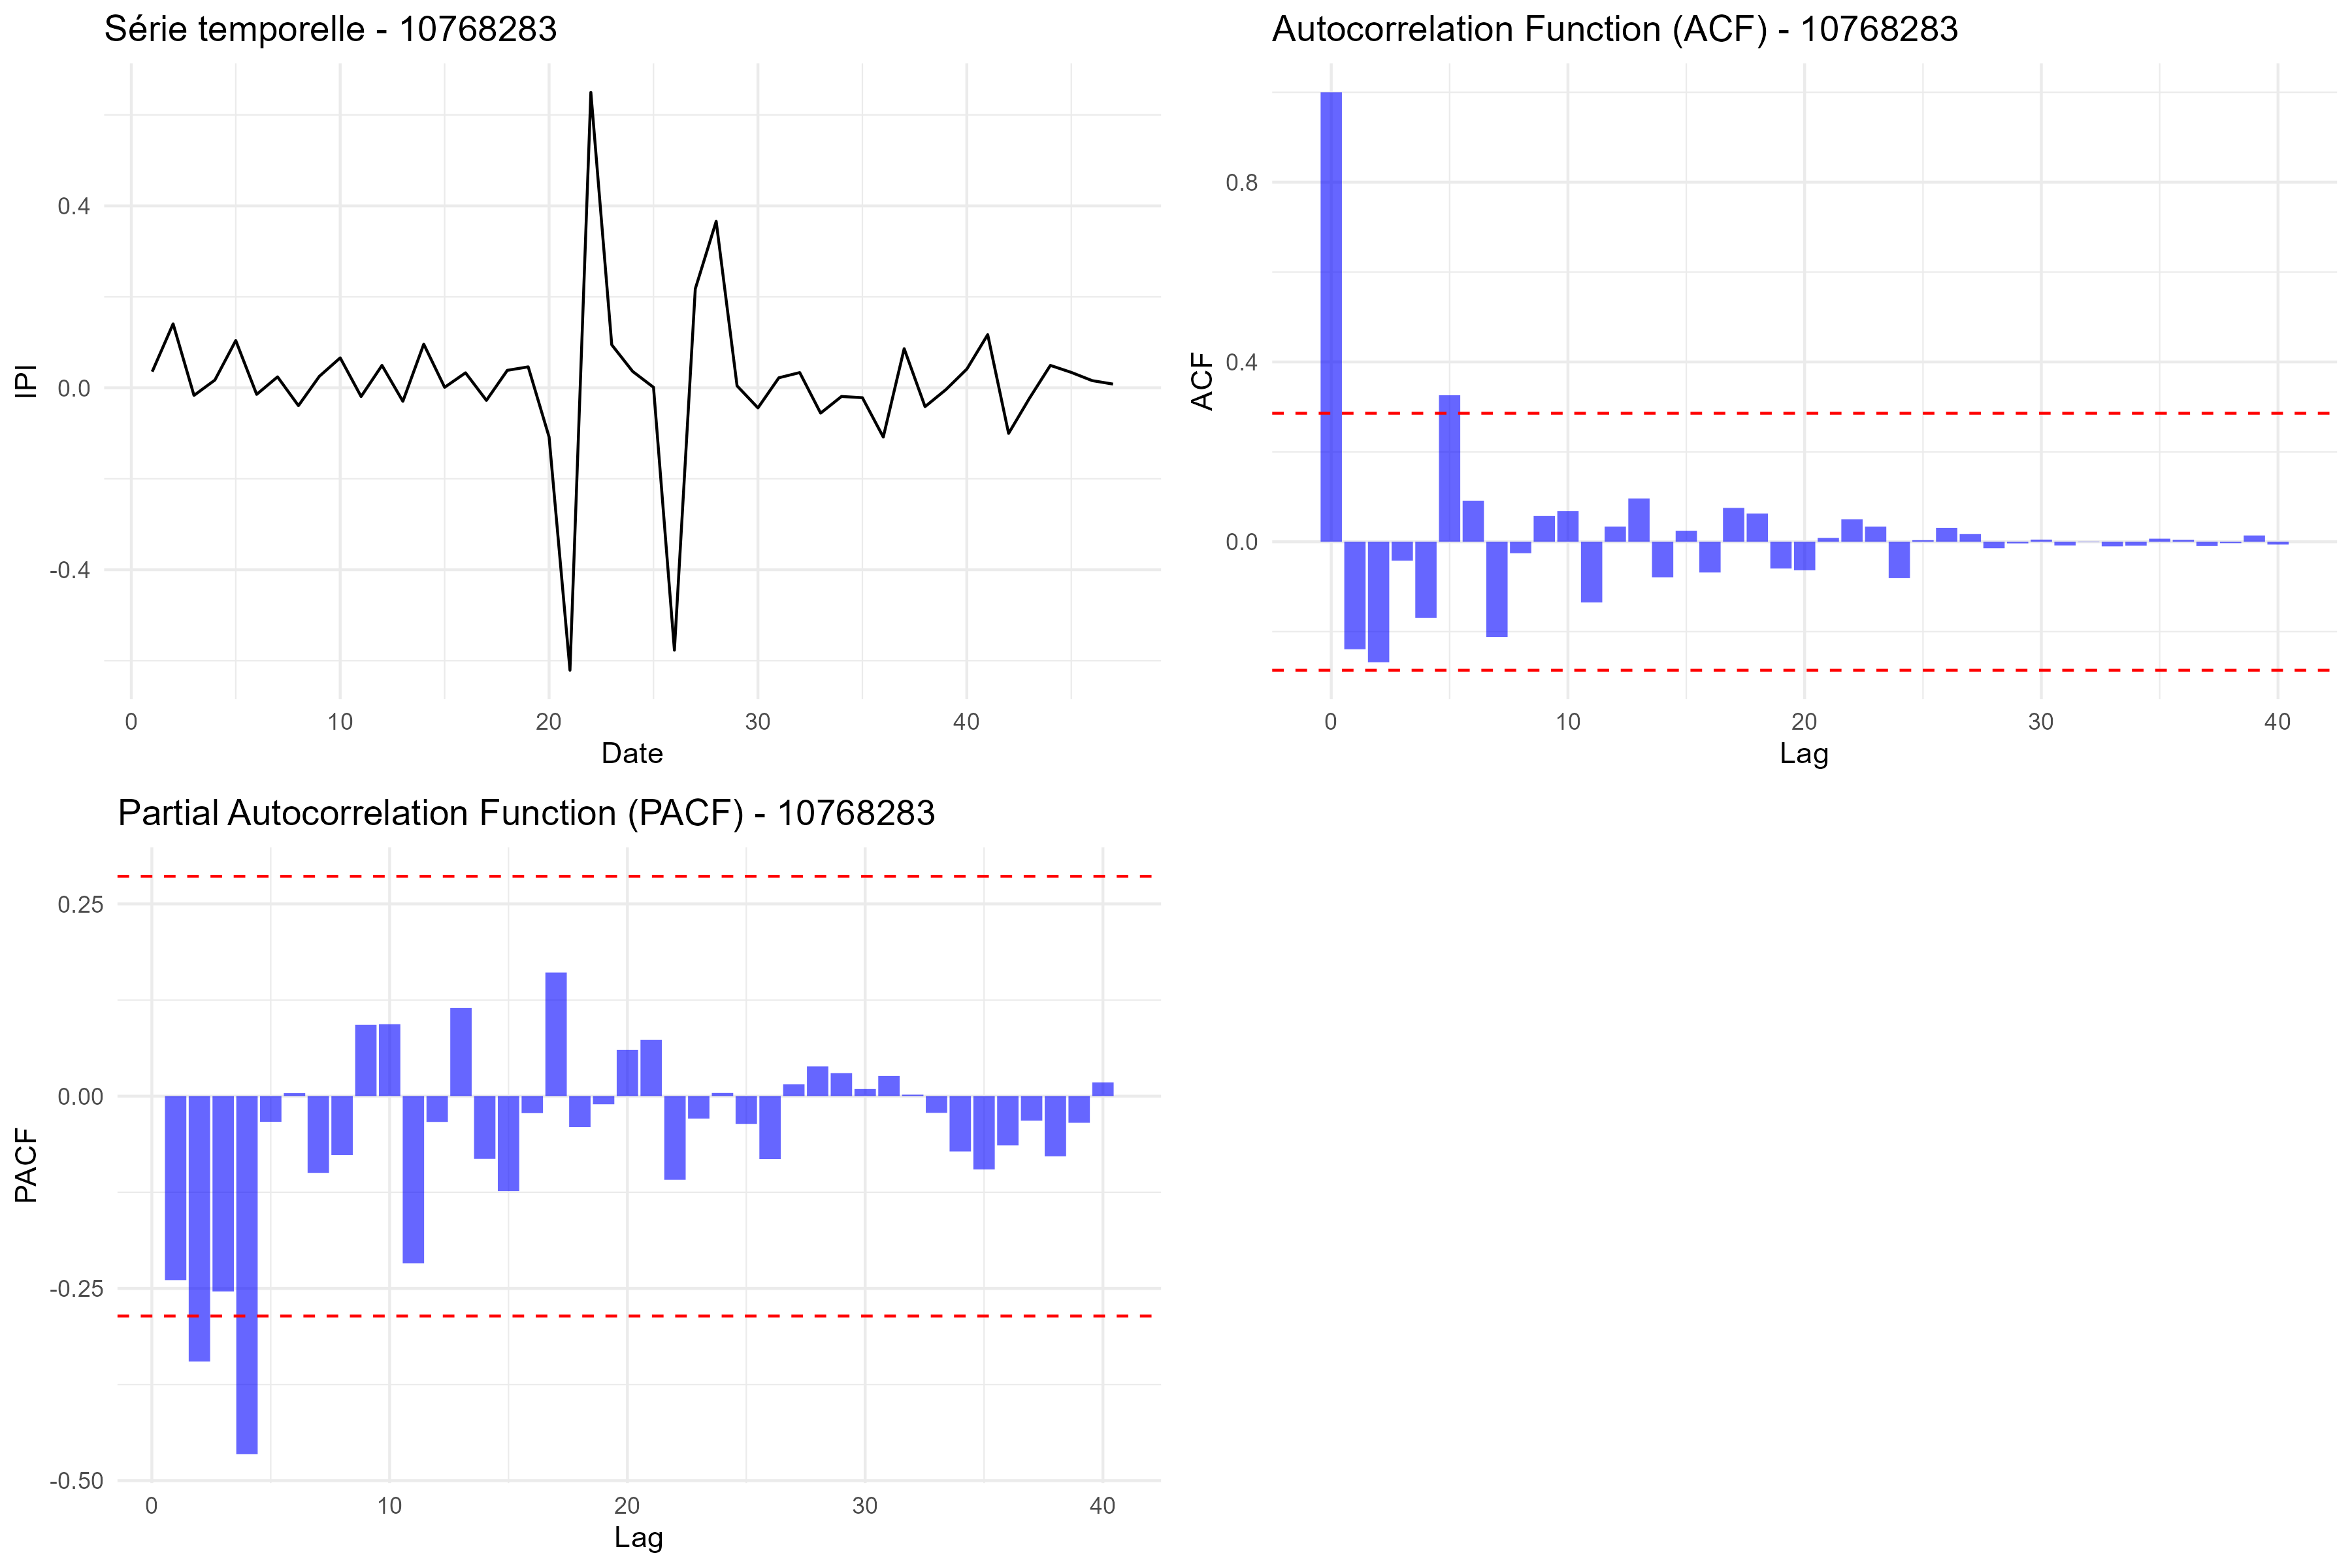 Série temporelle - 10768283
IPI
0.4
0.0
-0.4
0
10
20
30
40
Date
Autocorrelation Function (ACF) - 10768283
ACF
0.8
0.4
0.0
0
10
20
30
40
Lag
Partial Autocorrelation Function (PACF) - 10768283
PACF
0.25
0.00
-0.25
-0.50
0
10
20
30
40
Lag